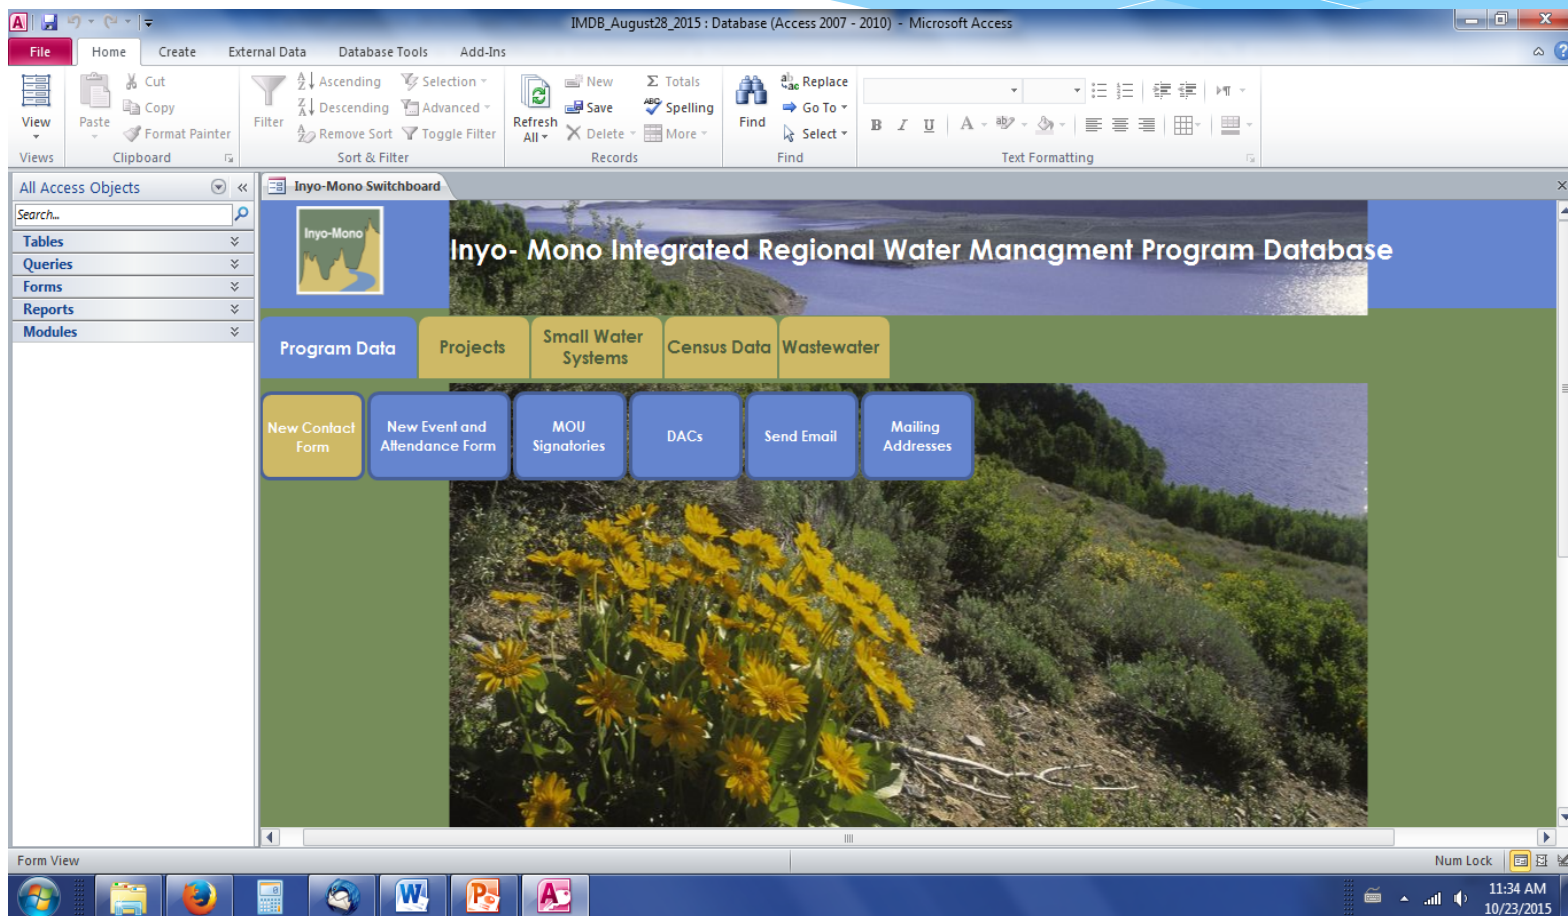 IMDB_August28_2015 : Database (Access 2007 - 2010) - Microsoft Access
File Home Create External Data Database Tools Add-Ins
View
Views
Paste
Cut
Copy
Format Painter
Clipboard
Filter
Ascending
Descending
Remove Sort
Selection
Advanced
Toggle Filter
Sort & Filter
Refresh
All
New
Save
Delete
Totals
Spelling
More
Records
Find
Replace
Go To
Select
Find
B I U A
Text Formatting
All Access Objects
Search...
Tables
Queries
Forms
Reports
Modules
Inyo-Mono Switchboard
Inyo-Mono
Inyo- Mono Integrated Regional Water Managment Program Database
Program Data
Projects
Small Water
Systems
Census Data
Wastewater
New Contact
Form
New Event and
Attendance Form
MOU
Signatories
DACs
Send Email
Mailing
Addresses
Form View
Num Lock
11:34 AM
10/23/2015